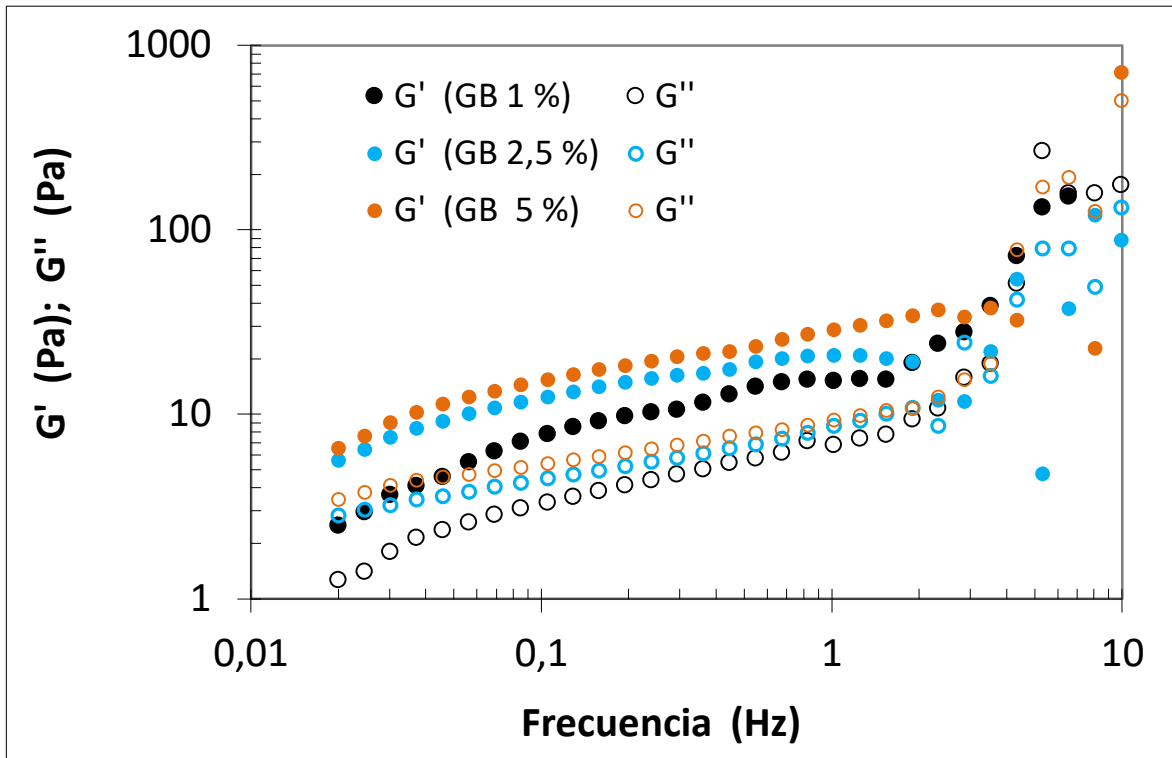 1000
100
10
1
G' (Pa); G'' (Pa)
G' (GB 1 %) G''
G' (GB 2,5 %) G''
G' (GB 5 %) G''
0,01 0,1 1 10
Frecuencia (Hz)